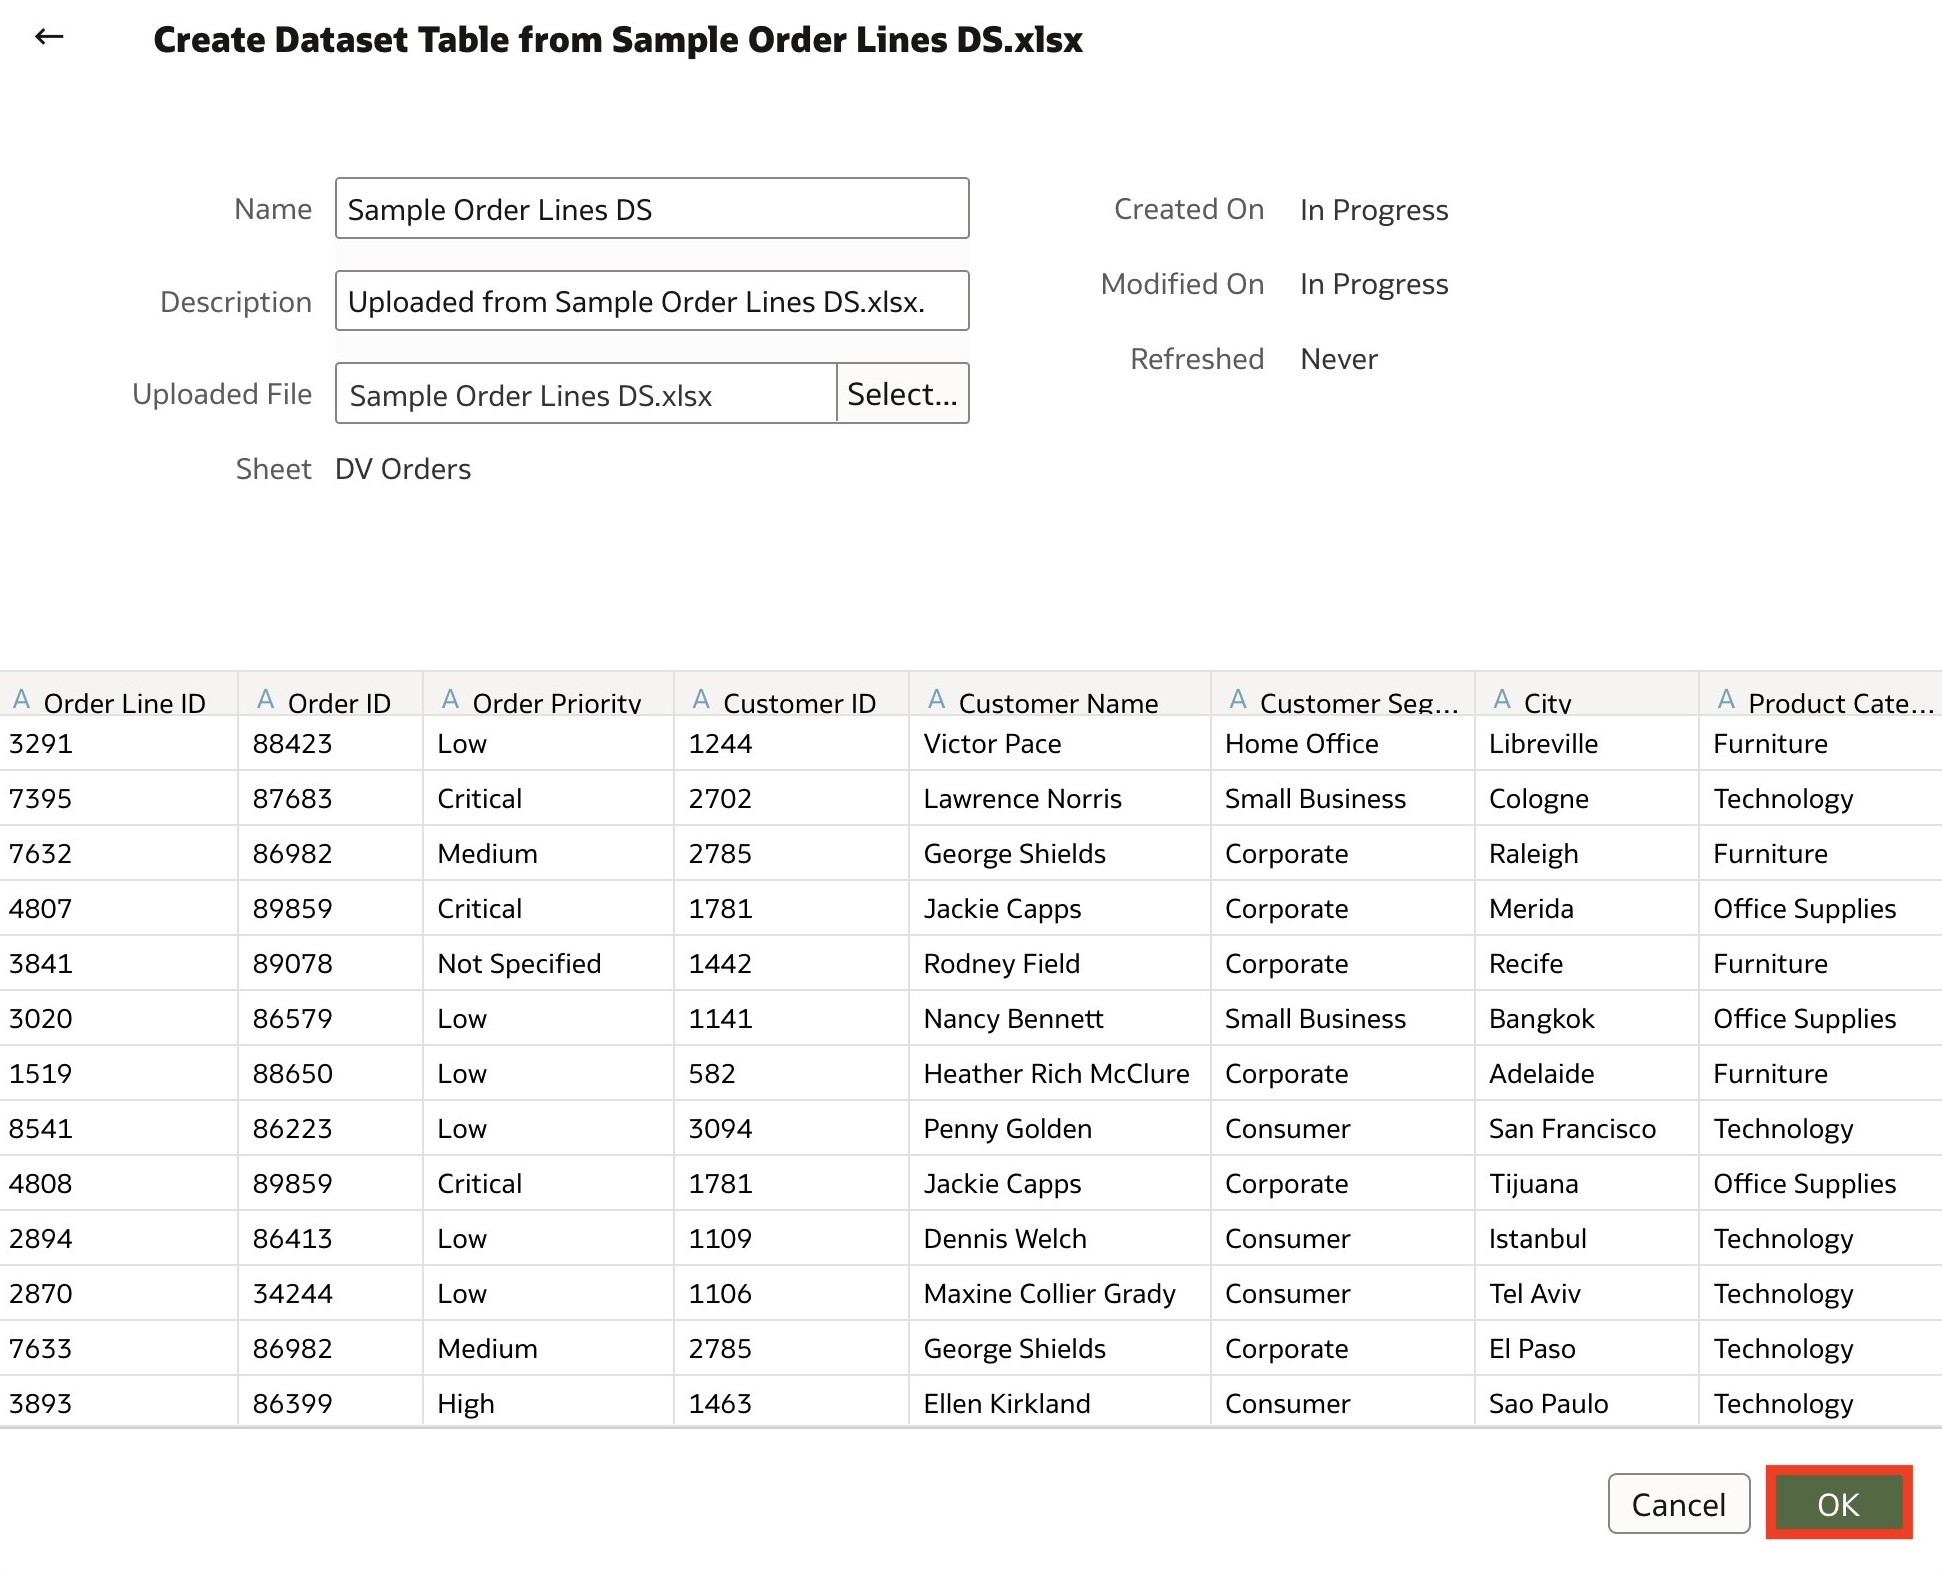 ← Create Dataset Table from Sample Order Lines DS.xlsx
Name Sample Order Lines DS
Description Uploaded from Sample Order Lines DS.xlsx.
Uploaded File Sample Order Lines DS.xlsx Select...
Sheet DV Orders
Created On In Progress
Modified On In Progress
Refreshed Never
A Order Line ID A Order ID A Order Priority A Customer ID A Customer Name A Customer Seg... A City A Product Cate...
3291 88423 Low 1244 Victor Pace Home Office Libreville Furniture
7395 87683 Critical 2702 Lawrence Norris Small Business Cologne Technology
7632 86982 Medium 2785 George Shields Corporate Raleigh Furniture
4807 89859 Critical 1781 Jackie Capps Corporate Merida Office Supplies
3841 89078 Not Specified 1442 Rodney Field Corporate Recife Furniture
3020 86579 Low 1141 Nancy Bennett Small Business Bangkok Office Supplies
1519 88650 Low 582 Heather Rich McClure Corporate Adelaide Furniture
8541 86223 Low 3094 Penny Golden Consumer San Francisco Technology
4808 89859 Critical 1781 Jackie Capps Corporate Tijuana Office Supplies
2894 86413 Low 1109 Dennis Welch Consumer Istanbul Technology
2870 34244 Low 1106 Maxine Collier Grady Consumer Tel Aviv Technology
7633 86982 Medium 2785 George Shields Corporate El Paso Technology
3893 86399 High 1463 Ellen Kirkland Consumer Sao Paulo Technology
Cancel OK